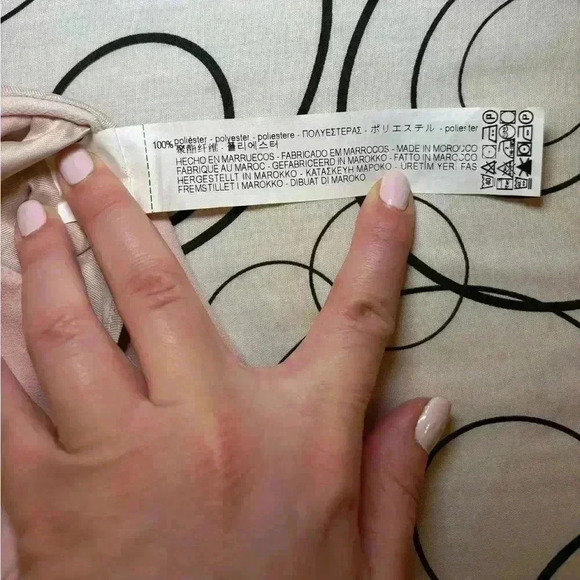 100% poliéster - polyester - poliestere - ΠΟΛΥΕΣΤΕΡΑΣ - ポリエステル - poliester
聚酯纤维 - 폴리에스터
HECHO EN MARRUECOS - FABRICADO EM MARROCOS - MADE IN MOROCCO
FABRIQUÉ AU MAROC - GEFABRICEERD IN MAROKKO - FATTO IN MAROCCO
HERGESTELLT IN MAROKKO - ΚΑΤΑΣΚΕΥΗ ΜΑΡΟΚΟ - ÜRETIM YER: FAS
FREMSTILLET I MAROKKO - DIBUAT DI MAROKO